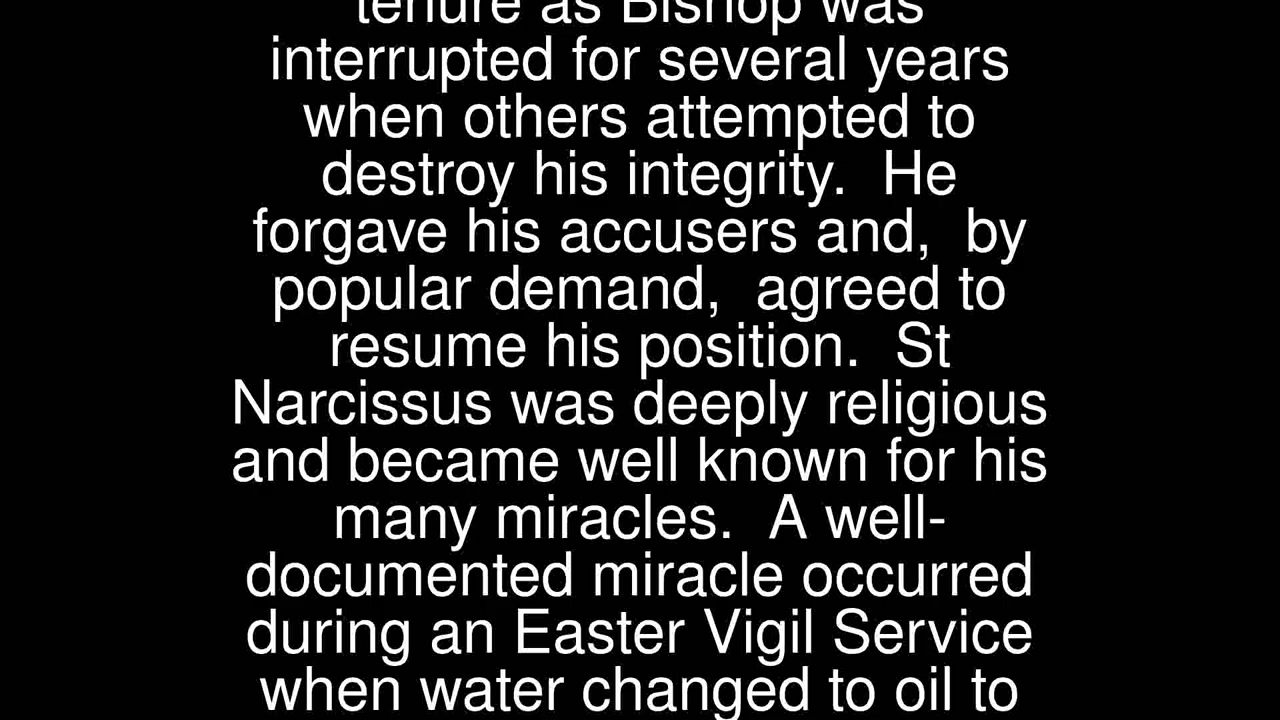 tenure as Bishop was
interrupted for several years
when others attempted to
destroy his integrity.  He
forgave his accusers and,  by
popular demand,  agreed to
resume his position.  St
Narcissus was deeply religious
and became well known for his
many miracles.  A well-
documented miracle occurred
during an Easter Vigil Service
when water changed to oil to